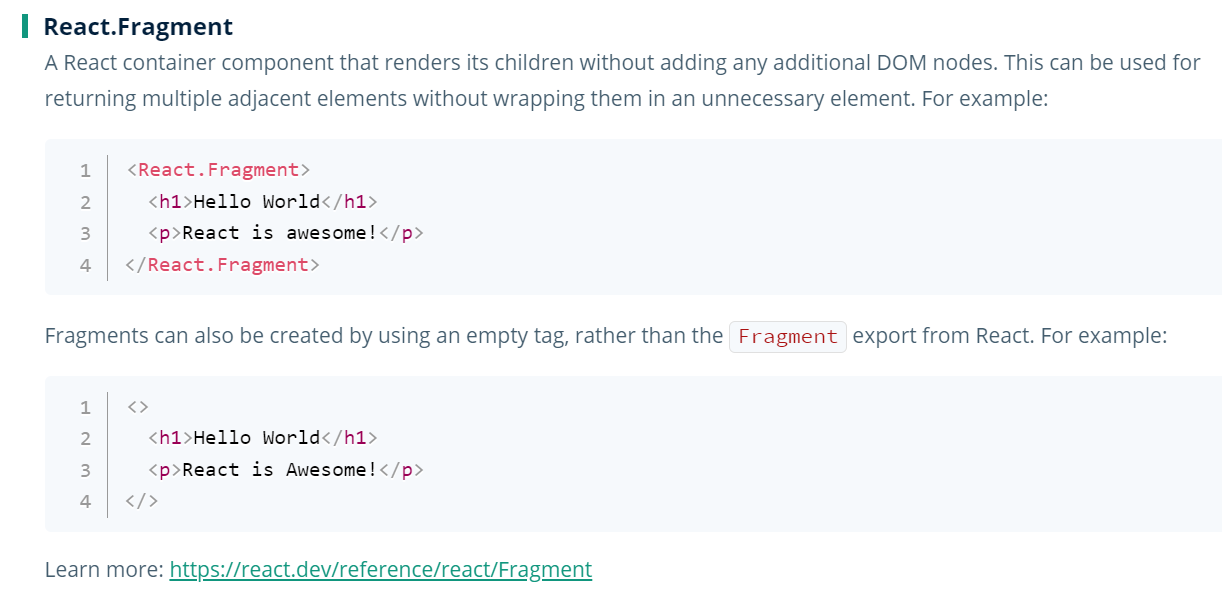 React.Fragment
A React container component that renders its children without adding any additional DOM nodes. This can be used for
returning multiple adjacent elements without wrapping them in an unnecessary element. For example:
1 <React.Fragment>
2   <h1>Hello World</h1>
3   <p>React is awesome!</p>
4 </React.Fragment>
Fragments can also be created by using an empty tag, rather than the Fragment export from React. For example:
1 <>
2   <h1>Hello World</h1>
3   <p>React is Awesome!</p>
4 </>
Learn more: https://react.dev/reference/react/Fragment